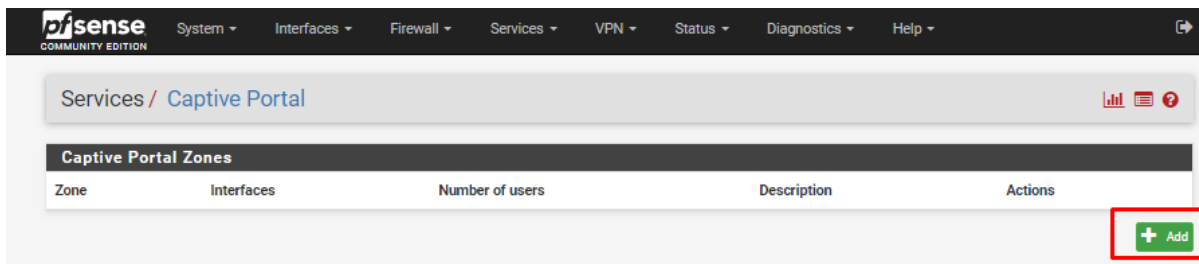 pfsense System Interfaces Firewall Services VPN Status Diagnostics Help
COMMUNITY EDITION
Services / Captive Portal
Captive Portal Zones
Zone Interfaces Number of users Description Actions
Add